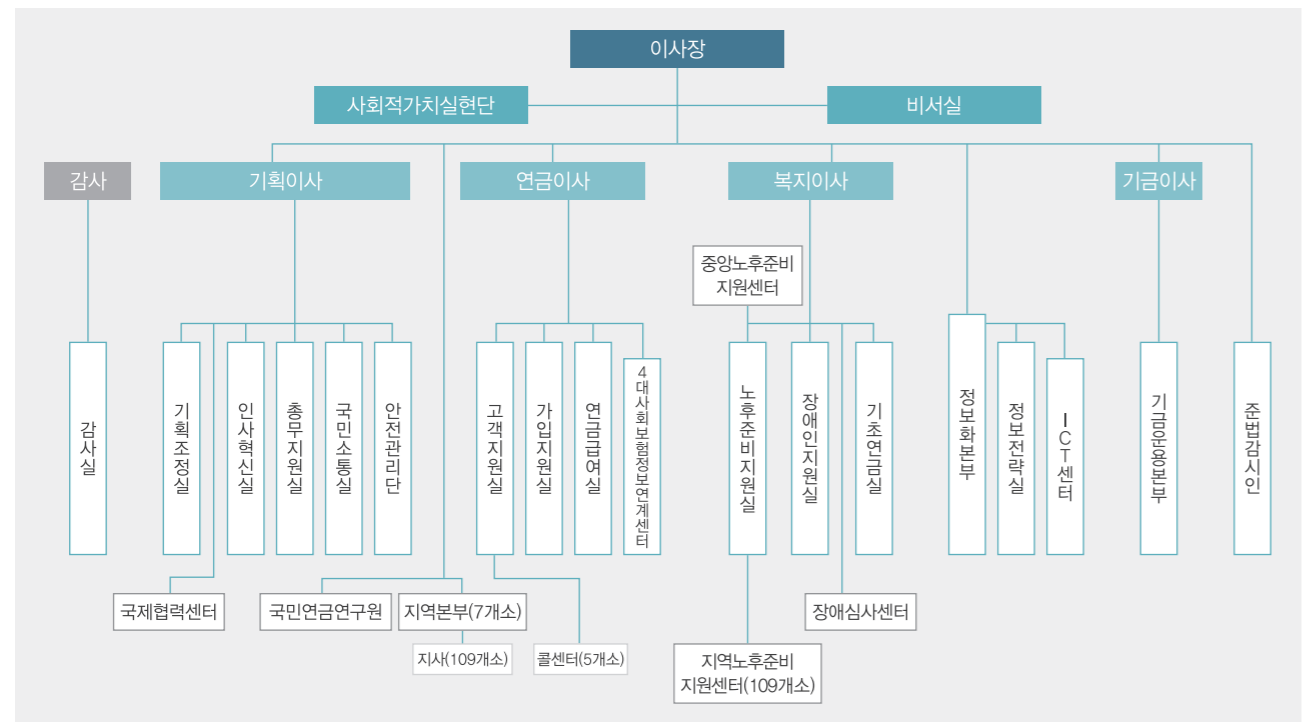 이사장
사회적가치실현단
비서실
감사
기획이사
연금이사
복지이사
기금이사
중앙노후준비
지원센터
감사실
기획조정실
인사혁신실
총무지원실
국민소통실
안전관리단
고객지원실
가입지원실
연금급여실
4대사회보험정보연계센터
노후준비지원실
장애인지원실
기초연금실
정보화본부
정보전략실
ICT센터
기금운용본부
준법감시인
국제협력센터
국민연금연구원
지역본부(7개소)
장애심사센터
지사(109개소)
콜센터(5개소)
지역노후준비
지원센터(109개소)